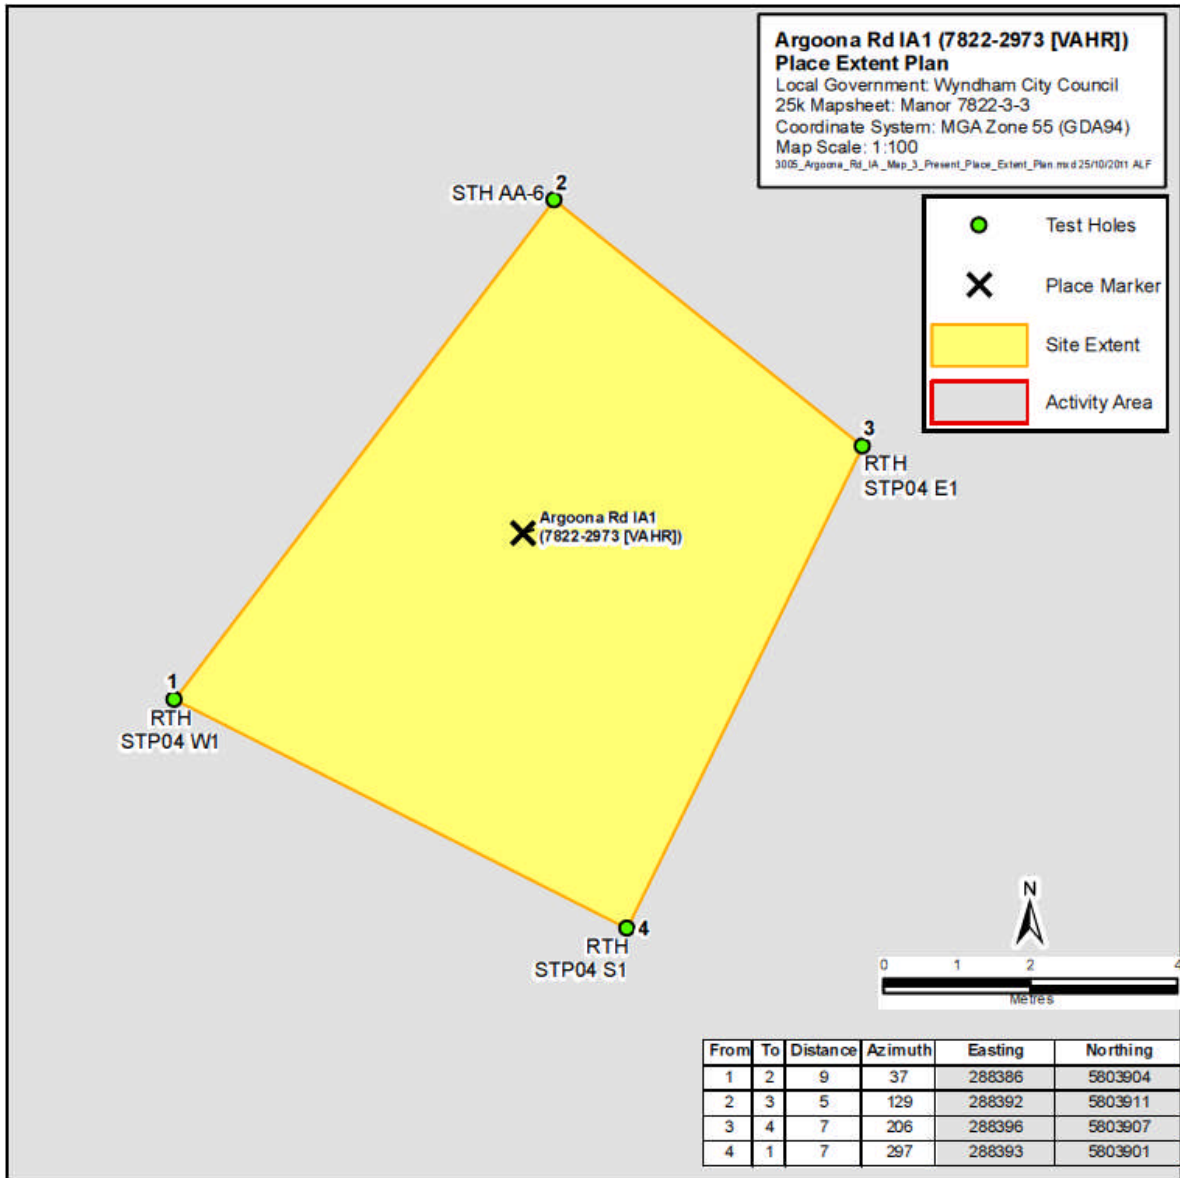 Argoona Rd IA1 (7822-2973 [VAHR])
Place Extent Plan
Local Government: Wyndham City Council
25k Mapsheet: Manor 7822-3-3
Coordinate System: MGA Zone 55 (GDA94)
Map Scale: 1:100
3005_Argoona_Rd_IA_Map_3_Present_Place_Extent_Plan.mxd 25/10/2011 ALF
Test Holes
Place Marker
Site Extent
Activity Area
2
STH AA-6
3
RTH
STP04 E1
Argoona Rd IA1
(7822-2973 [VAHR])
1
RTH
STP04 W1
4
RTH
STP04 S1
N
0 1 2 4
Metres
From To Distance Azimuth Easting Northing
1 2 9 37 288386 5803904
2 3 5 129 288392 5803911
3 4 7 206 288396 5803907
4 1 7 297 288393 5803901